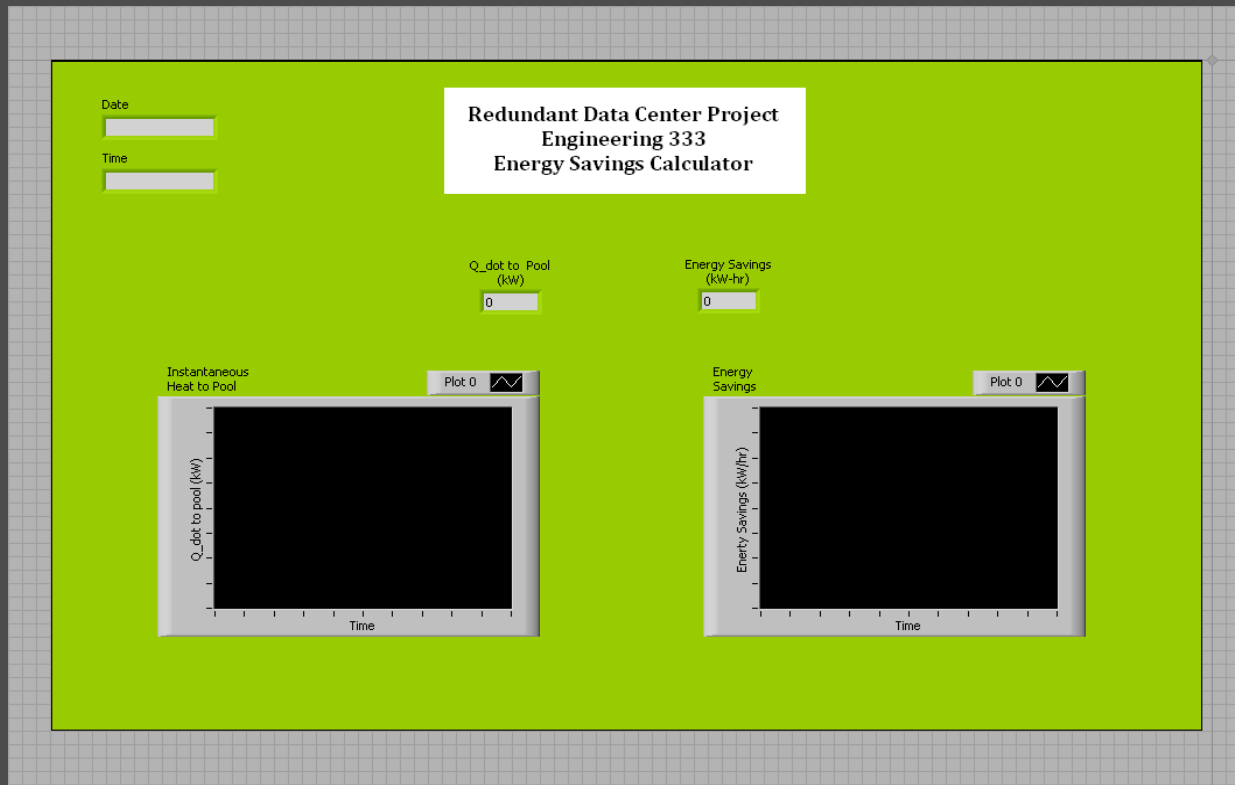 Date
Time
Redundant Data Center Project
Engineering 333
Energy Savings Calculator
Q_dot to Pool
(kW)
0
Energy Savings
(kW-hr)
0
Instantaneous
Heat to Pool
Plot 0
Q_dot to pool (kW)
Time
Energy
Savings
Plot 0
Enerty Savings (kW/hr)
Time